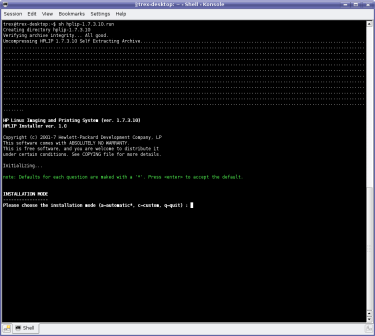 trex@trex-desktop: ~ - Shell - Konsole
Session Edit View Bookmarks Settings Help
trex@trex-desktop:~$ sh hplip-1.7.3.10.run
Creating directory hplip-1.7.3.10
Verifying archive integrity... All good.
Uncompressing HPLIP 1.7.3.10 Self Extracting Archive
HP Linux Imaging and Printing System (ver. 1.7.3.10)
HPLIP Installer ver. 1.0
Copyright (c) 2001-7 Hewlett-Packard Development Company, LP
This software comes with ABSOLUTELY NO WARRANTY.
This is free software, and you are welcome to distribute it
under certain conditions. See COPYING file for more details.
Initializing...
note: Defaults for each question are maked with a '*'. Press <enter> to accept the default.
INSTALLATION MODE
-----------------
Please choose the installation mode (a=automatic*, c=custom, q=quit) :
Shell